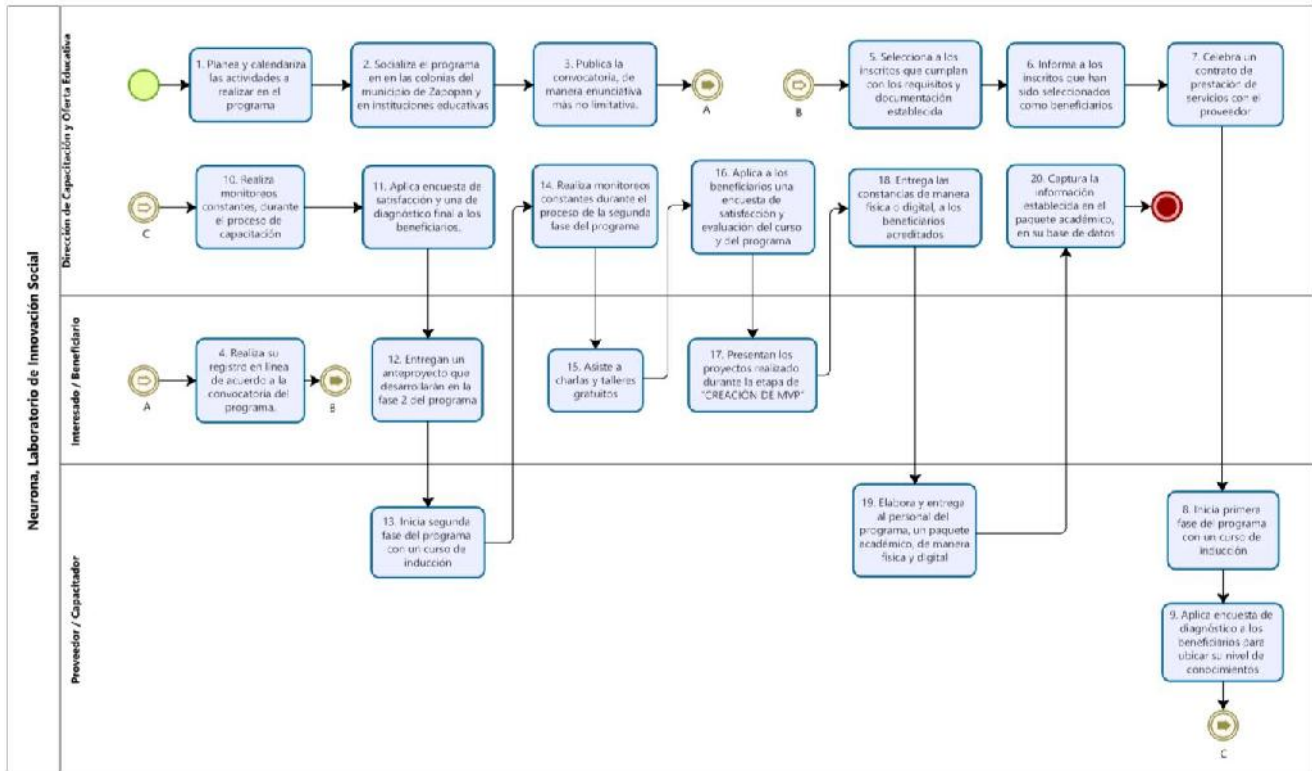 Neurona, Laboratorio de Innovación Social
Dirección de Capacitación y Oferta Educativa
1. Planea y calendariza
las actividades a
realizar en el
programa
2. Socializa el programa
en en las colonias del
municipio de Zapopan y
en instituciones educativas
3. Publica la
convocatoria, de
manera enunciativa
más no limitativa.
A
B
5. Selecciona a los
inscritos que cumplan
con los requisitos y
documentación
establecida
6. Informa a los
inscritos que han
sido seleccionados
como beneficiarios
7. Celebra un
contrato de
prestación de
servicios con el
proveedor
C
10. Realiza
monitoreos
constantes, durante
el proceso de
capacitación
11. Aplica encuesta de
satisfacción y una de
diagnóstico final a los
beneficiarios.
14. Realiza monitoreos
constantes durante el
proceso de la segunda
fase del programa
16. Aplica a los
beneficiarios una
encuesta de
satisfacción y
evaluación del curso
y del programa
18. Entrega las
constancias de manera
física o digital, a los
beneficiarios
acreditados
20. Captura la
información
establecida en el
paquete académico,
en su base de datos
Interesado / Beneficiario
A
4. Realiza su
registro en línea
de acuerdo a la
convocatoria del
programa.
B
12. Entregan un
anteproyecto que
desarrollarán en la
fase 2 del programa
15. Asiste a
charlas y talleres
gratuitos
17. Presentan los
proyectos realizado
durante la etapa de
"CREACIÓN DE MVP"
Proveedor / Capacitador
13. Inicia segunda
fase del programa
con un curso de
inducción
19. Elabora y entrega
al personal del
programa, un paquete
académico, de manera
física y digital
8. Inicia primera
fase del programa
con un curso de
inducción
9. Aplica encuesta de
diagnóstico a los
beneficiarios para
ubicar su nivel de
conocimientos
C